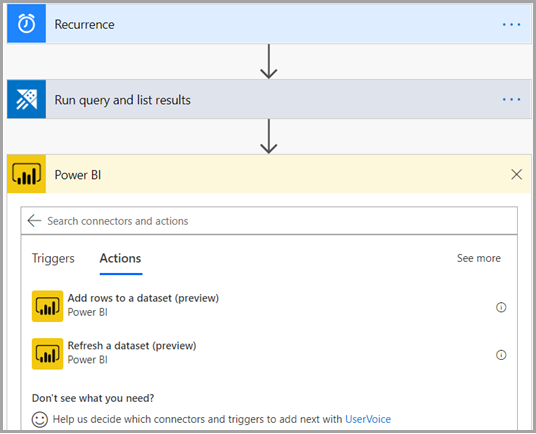 Recurrence
Run query and list results
Power BI
Search connectors and actions
Triggers Actions See more
Add rows to a dataset (preview)
Power BI
Refresh a dataset (preview)
Power BI
Don't see what you need?
Help us decide which connectors and triggers to add next with UserVoice